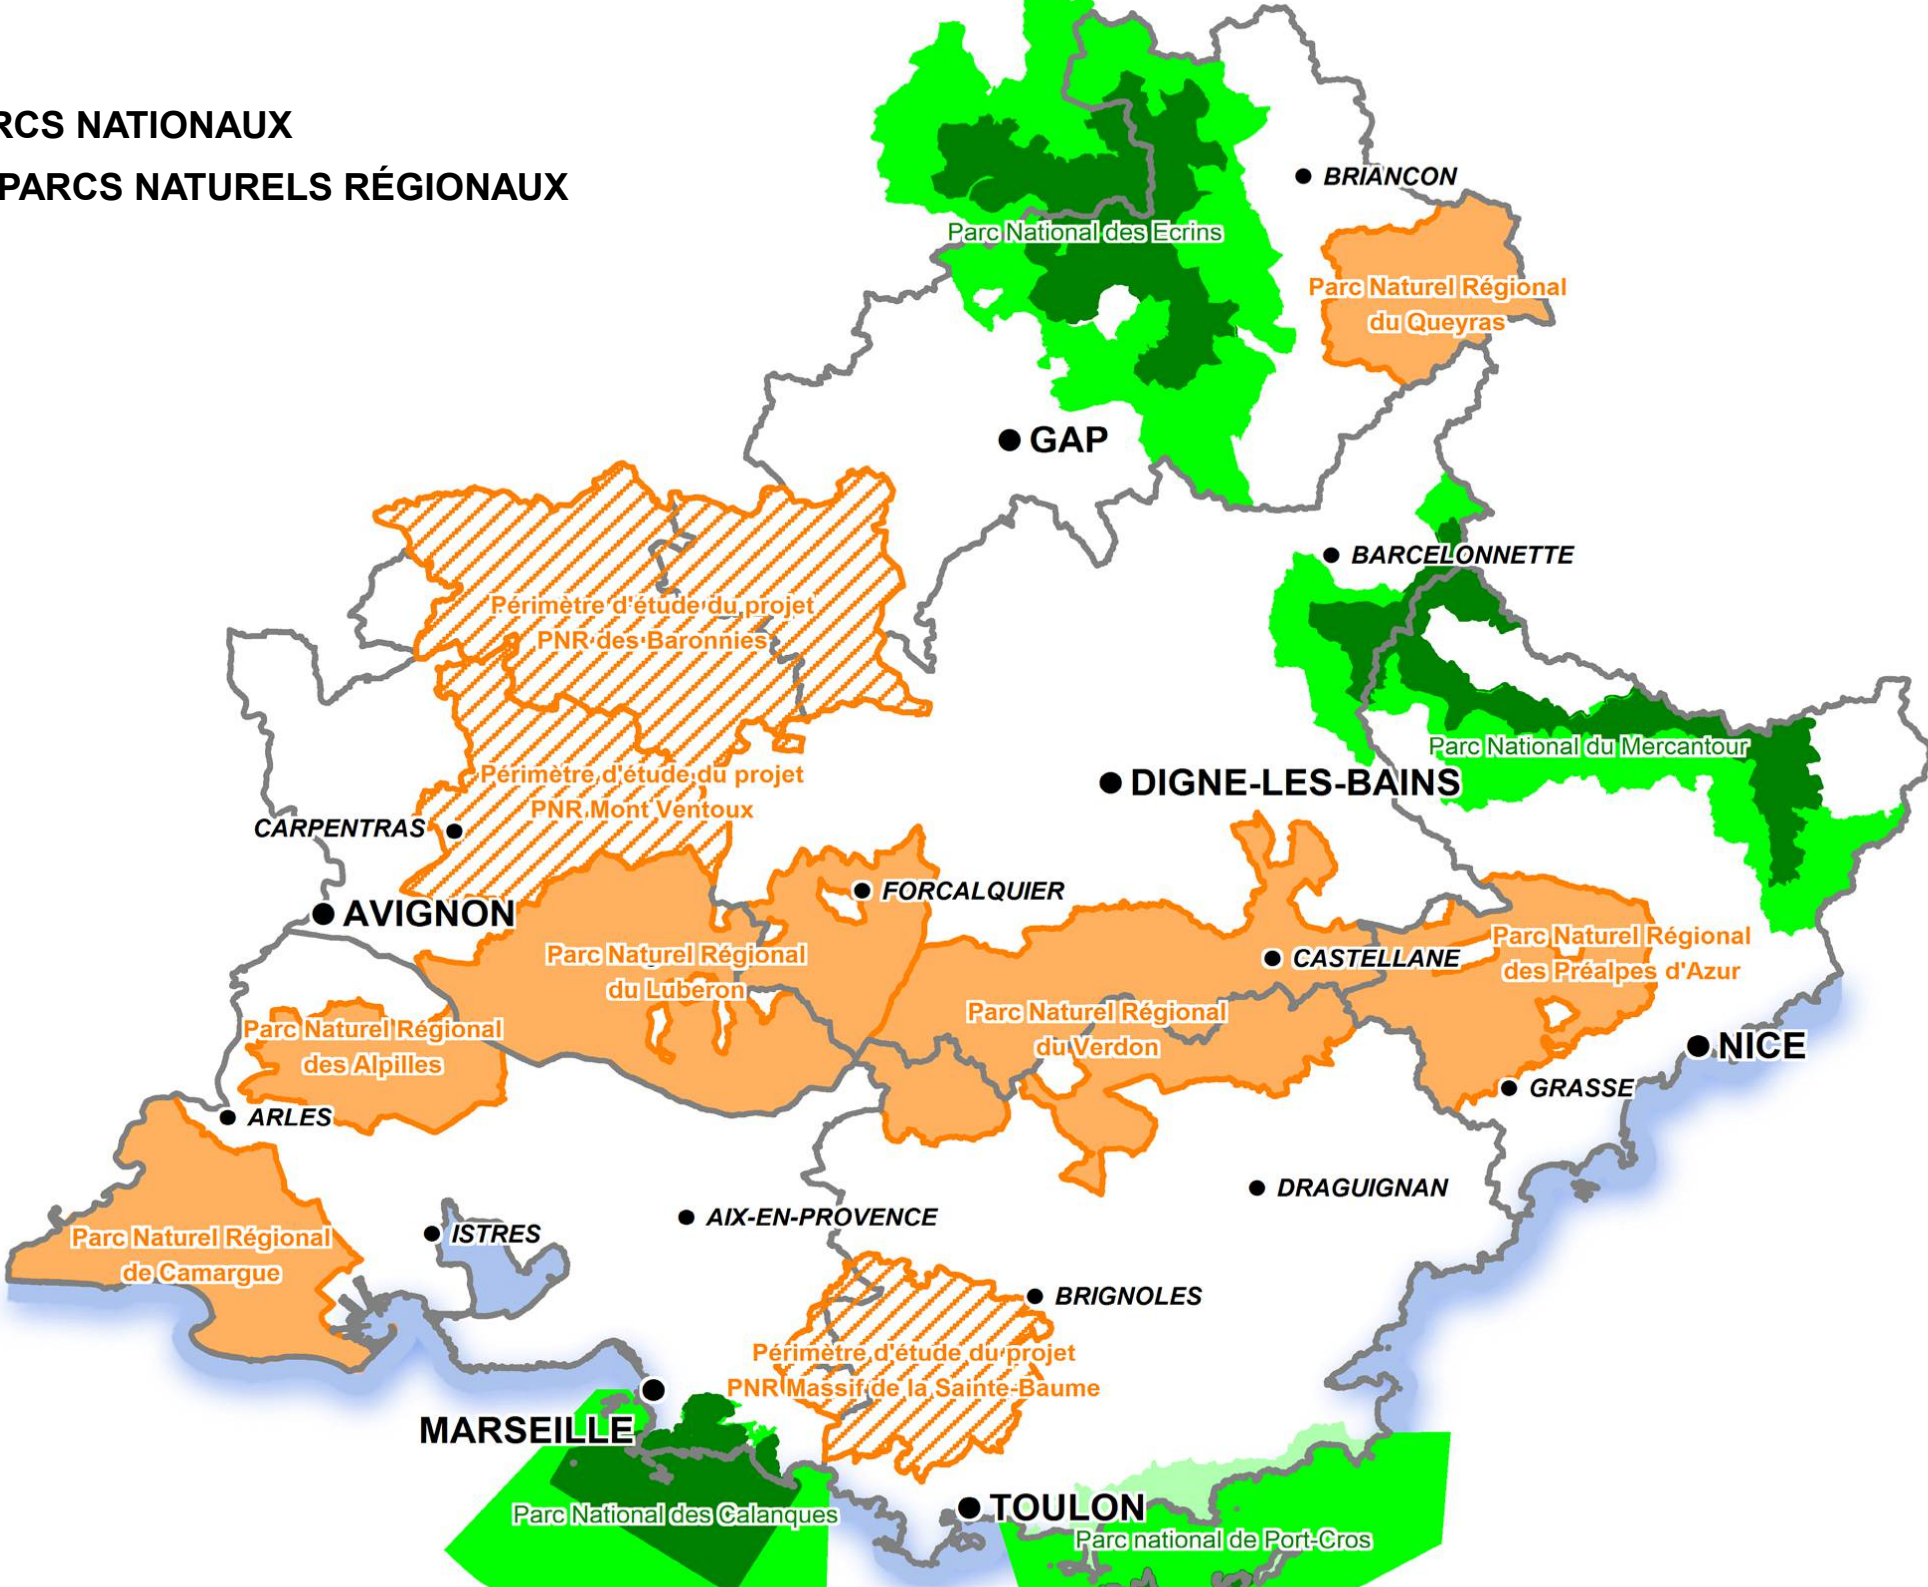 RCS NATIONAUX
PARCS NATURELS RÉGIONAUX
BRIANCON
Parc National des Ecrins
Parc Naturel Régional
du Queyras
GAP
BARCELONNETTE
Périmètre d'étude du projet
PNR des Baronnies
Parc National du Mercantour
Périmètre d'étude du projet
PNR Mont Ventoux
DIGNE-LES-BAINS
CARPENTRAS
FORCALQUIER
AVIGNON
Parc Naturel Régional
du Lubéron
CASTELLANE
Parc Naturel Régional
des Préalpes d'Azur
Parc Naturel Régional
du Verdon
Parc Naturel Régional
des Alpilles
NICE
GRASSE
ARLES
DRAGUIGNAN
AIX-EN-PROVENCE
ISTRES
Parc Naturel Régional
de Camargue
BRIGNOLES
Périmètre d'étude du projet
PNR Massif de la Sainte-Baume
MARSEILLE
TOULON
Parc National des Calanques
Parc national de Port-Cros